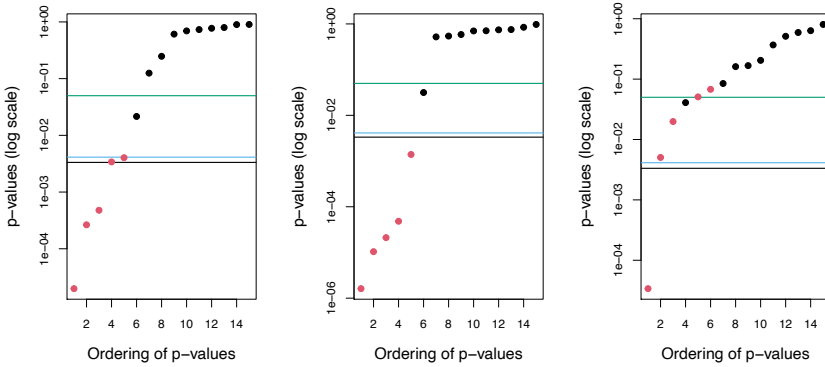 p−values (log scale)
1e+00
1e−01
1e−02
1e−03
1e−04
2 4 6 8 10 12 14
Ordering of p−values
p−values (log scale)
1e+00
1e−02
1e−04
1e−06
2 4 6 8 10 12 14
Ordering of p−values
p−values (log scale)
1e+00
1e−01
1e−02
1e−03
1e−04
2 4 6 8 10 12 14
Ordering of p−values